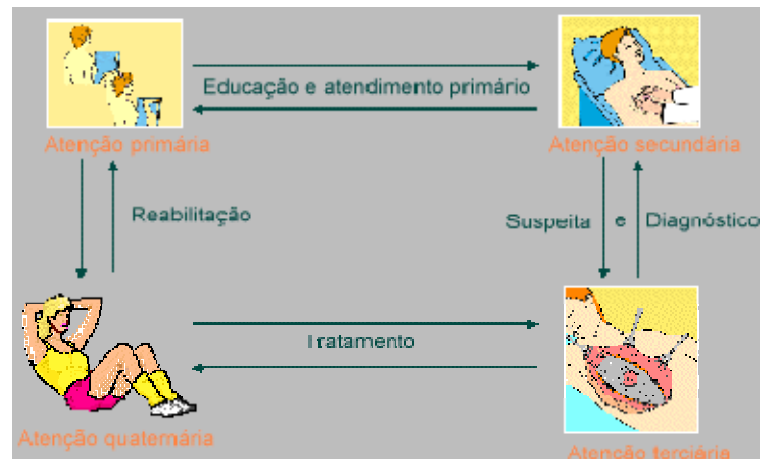 Educação e atendimento primário
Atenção primária
Atenção secundária
Reabilitação
Suspeita e Diagnóstico
Tratamento
Atenção quaternária
Atenção terciária